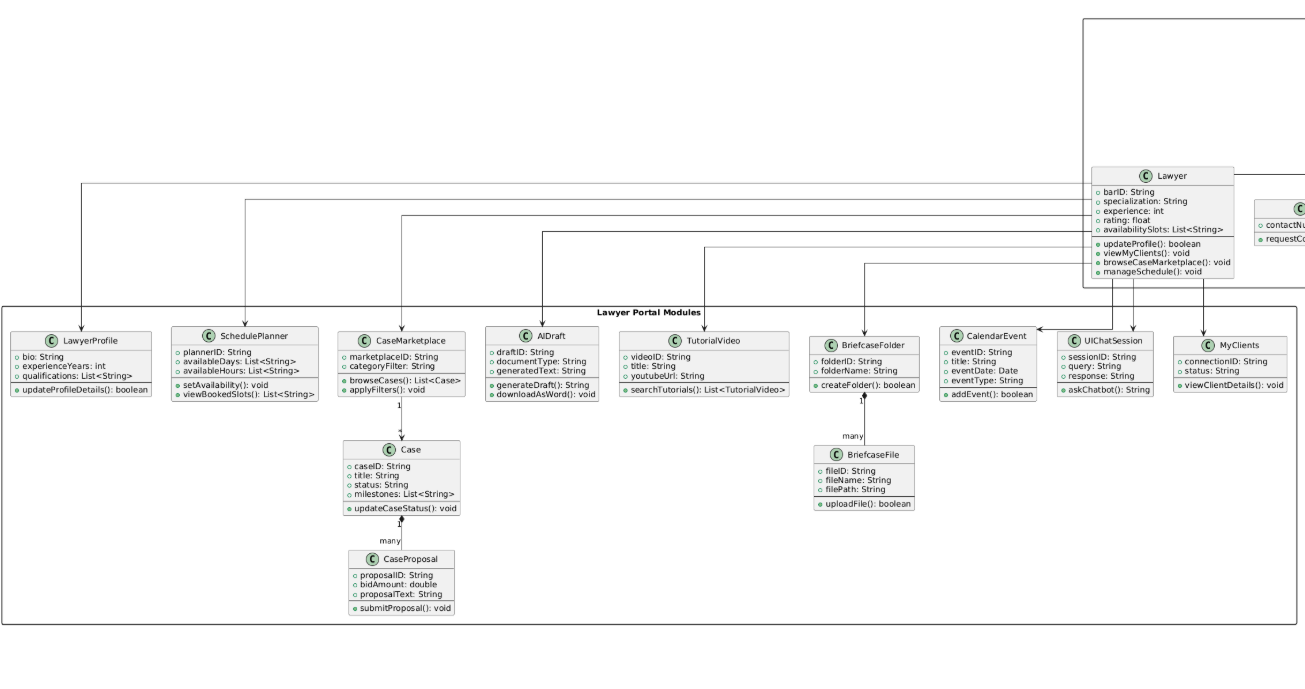 C Lawyer
barID: String
specialization: String
experience: int
rating: float
availabilitySlots: List<String>
updateProfile(): boolean
viewMyClients(): void
browseCaseMarketplace(): void
manageSchedule(): void
C
contactNu
requestCo
Lawyer Portal Modules
C LawyerProfile
bio: String
experienceYears: int
qualifications: List<String>
updateProfileDetails(): boolean
C SchedulePlanner
plannerID: String
availableDays: List<String>
availableHours: List<String>
setAvailability(): void
viewBookedSlots(): List<String>
C CaseMarketplace
marketplaceID: String
categoryFilter: String
browseCases(): List<Case>
applyFilters(): void
C AIDraft
draftID: String
documentType: String
generatedText: String
generateDraft(): String
downloadAsWord(): void
C TutorialVideo
videoID: String
title: String
youtubeUrl: String
searchTutorials(): List<TutorialVideo>
C BriefcaseFolder
folderID: String
folderName: String
createFolder(): boolean
C CalendarEvent
eventID: String
title: String
eventDate: Date
eventType: String
addEvent(): boolean
C UIChatSession
sessionID: String
query: String
response: String
askChatbot(): String
C MyClients
connectionID: String
status: String
viewClientDetails(): void
1
*
C Case
caseID: String
title: String
status: String
milestones: List<String>
updateCaseStatus(): void
1
many
C BriefcaseFile
fileID: String
fileName: String
filePath: String
uploadFile(): boolean
1
many
C CaseProposal
proposalID: String
bidAmount: double
proposalText: String
submitProposal(): void